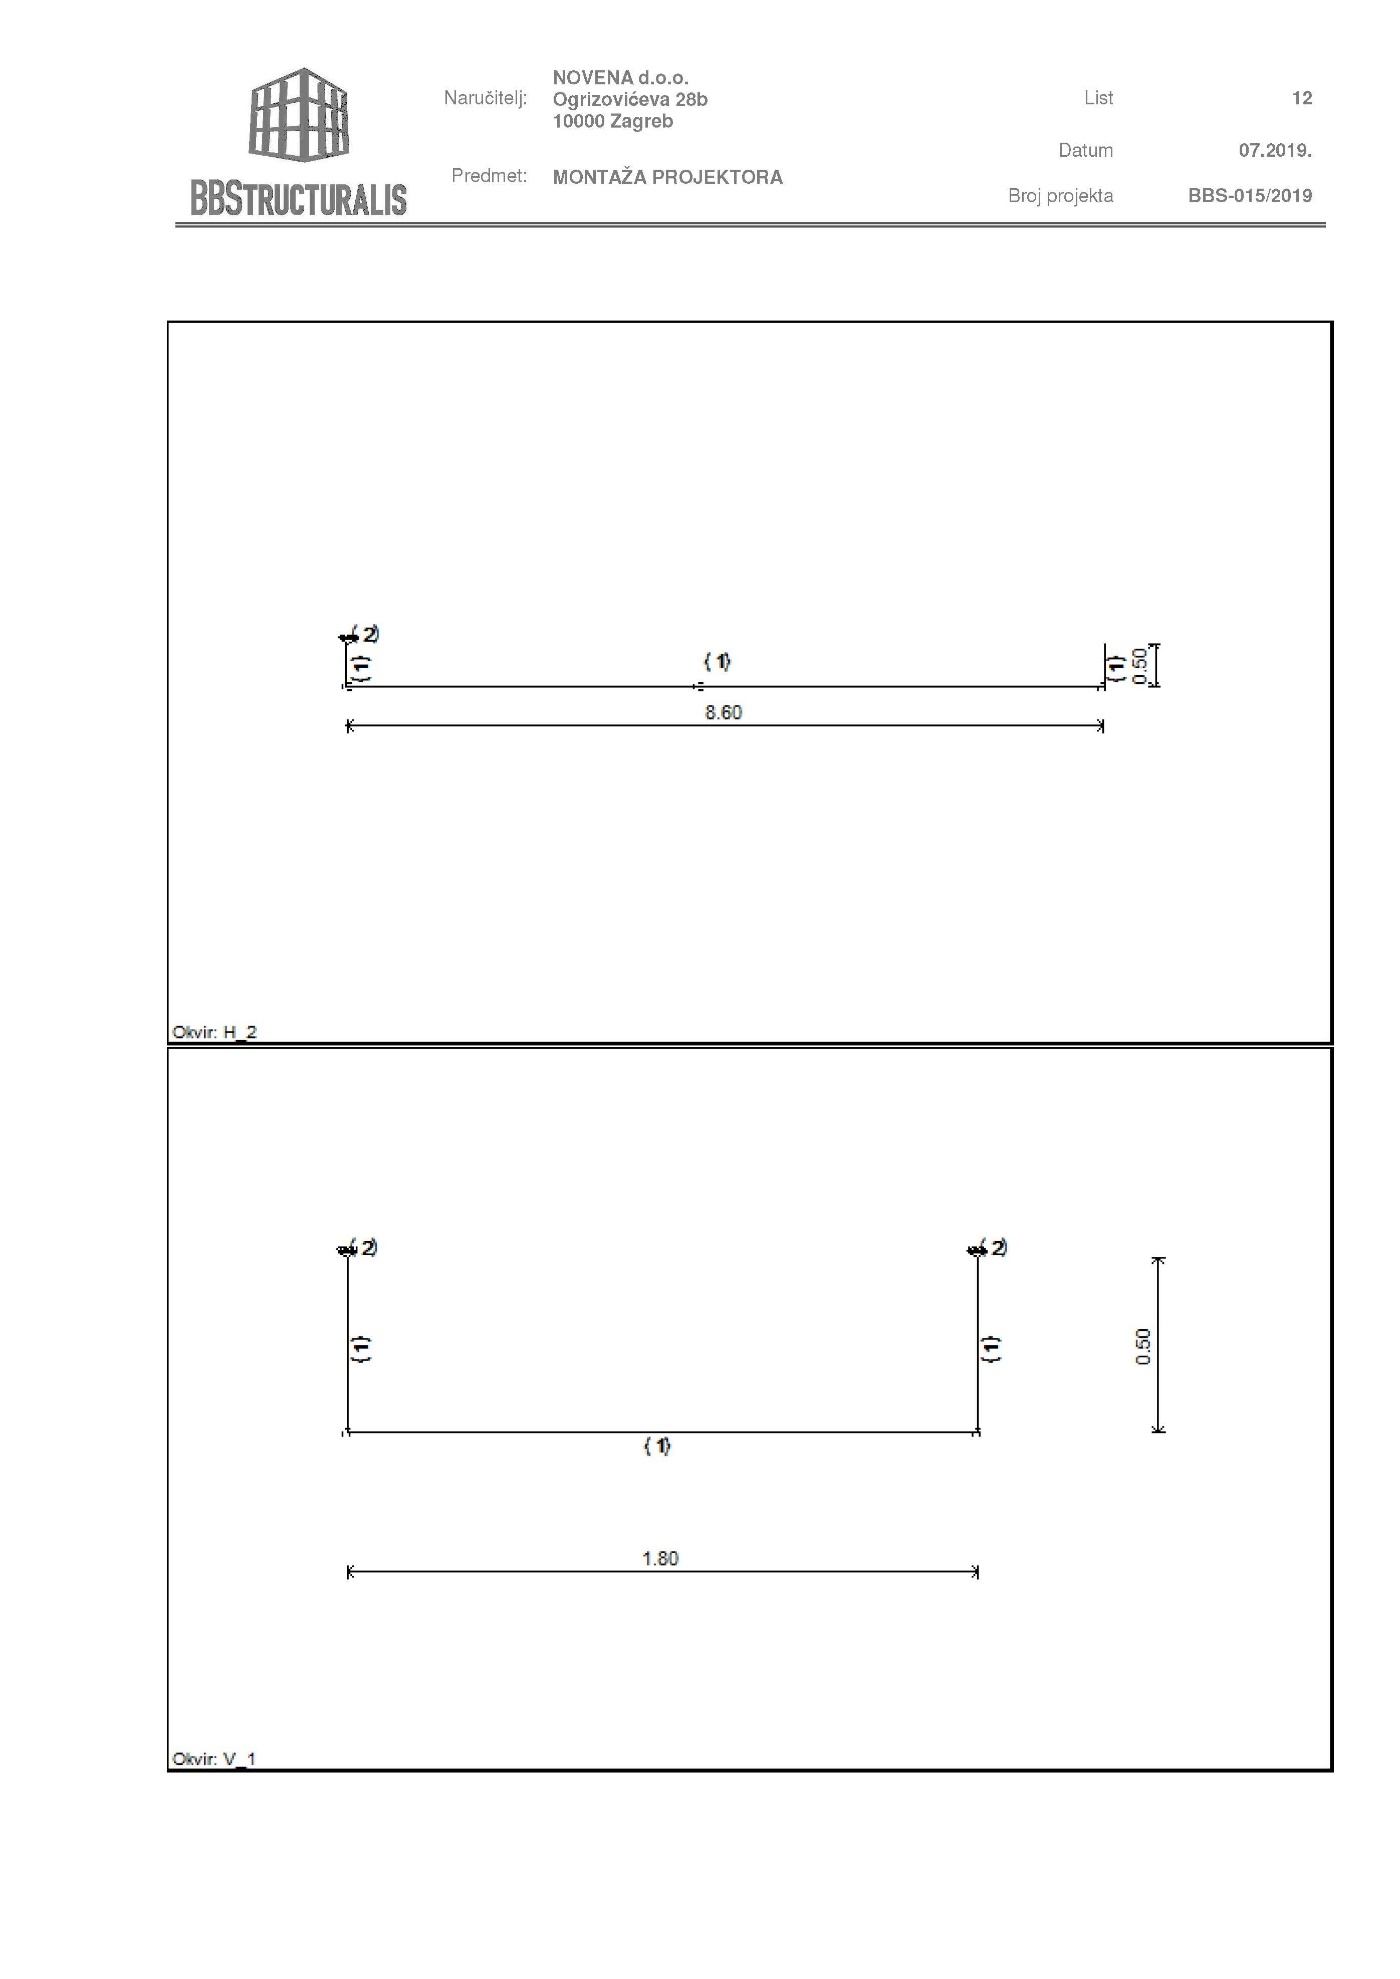 BBSTRUCTURALIS
Naručitelj:
NOVENA d.o.o.
Ogrizovićeva 28b
10000 Zagreb
Predmet:
MONTAŽA PROJEKTORA
List 12
Datum 07.2019.
Broj projekta BBS-015/2019
( 2)
(1)
(1)
(1)
0.50
8.60
Okvir: H_2
( 2)
( 2)
(1)
(1)
0.50
(1)
1.80
Okvir: V_1